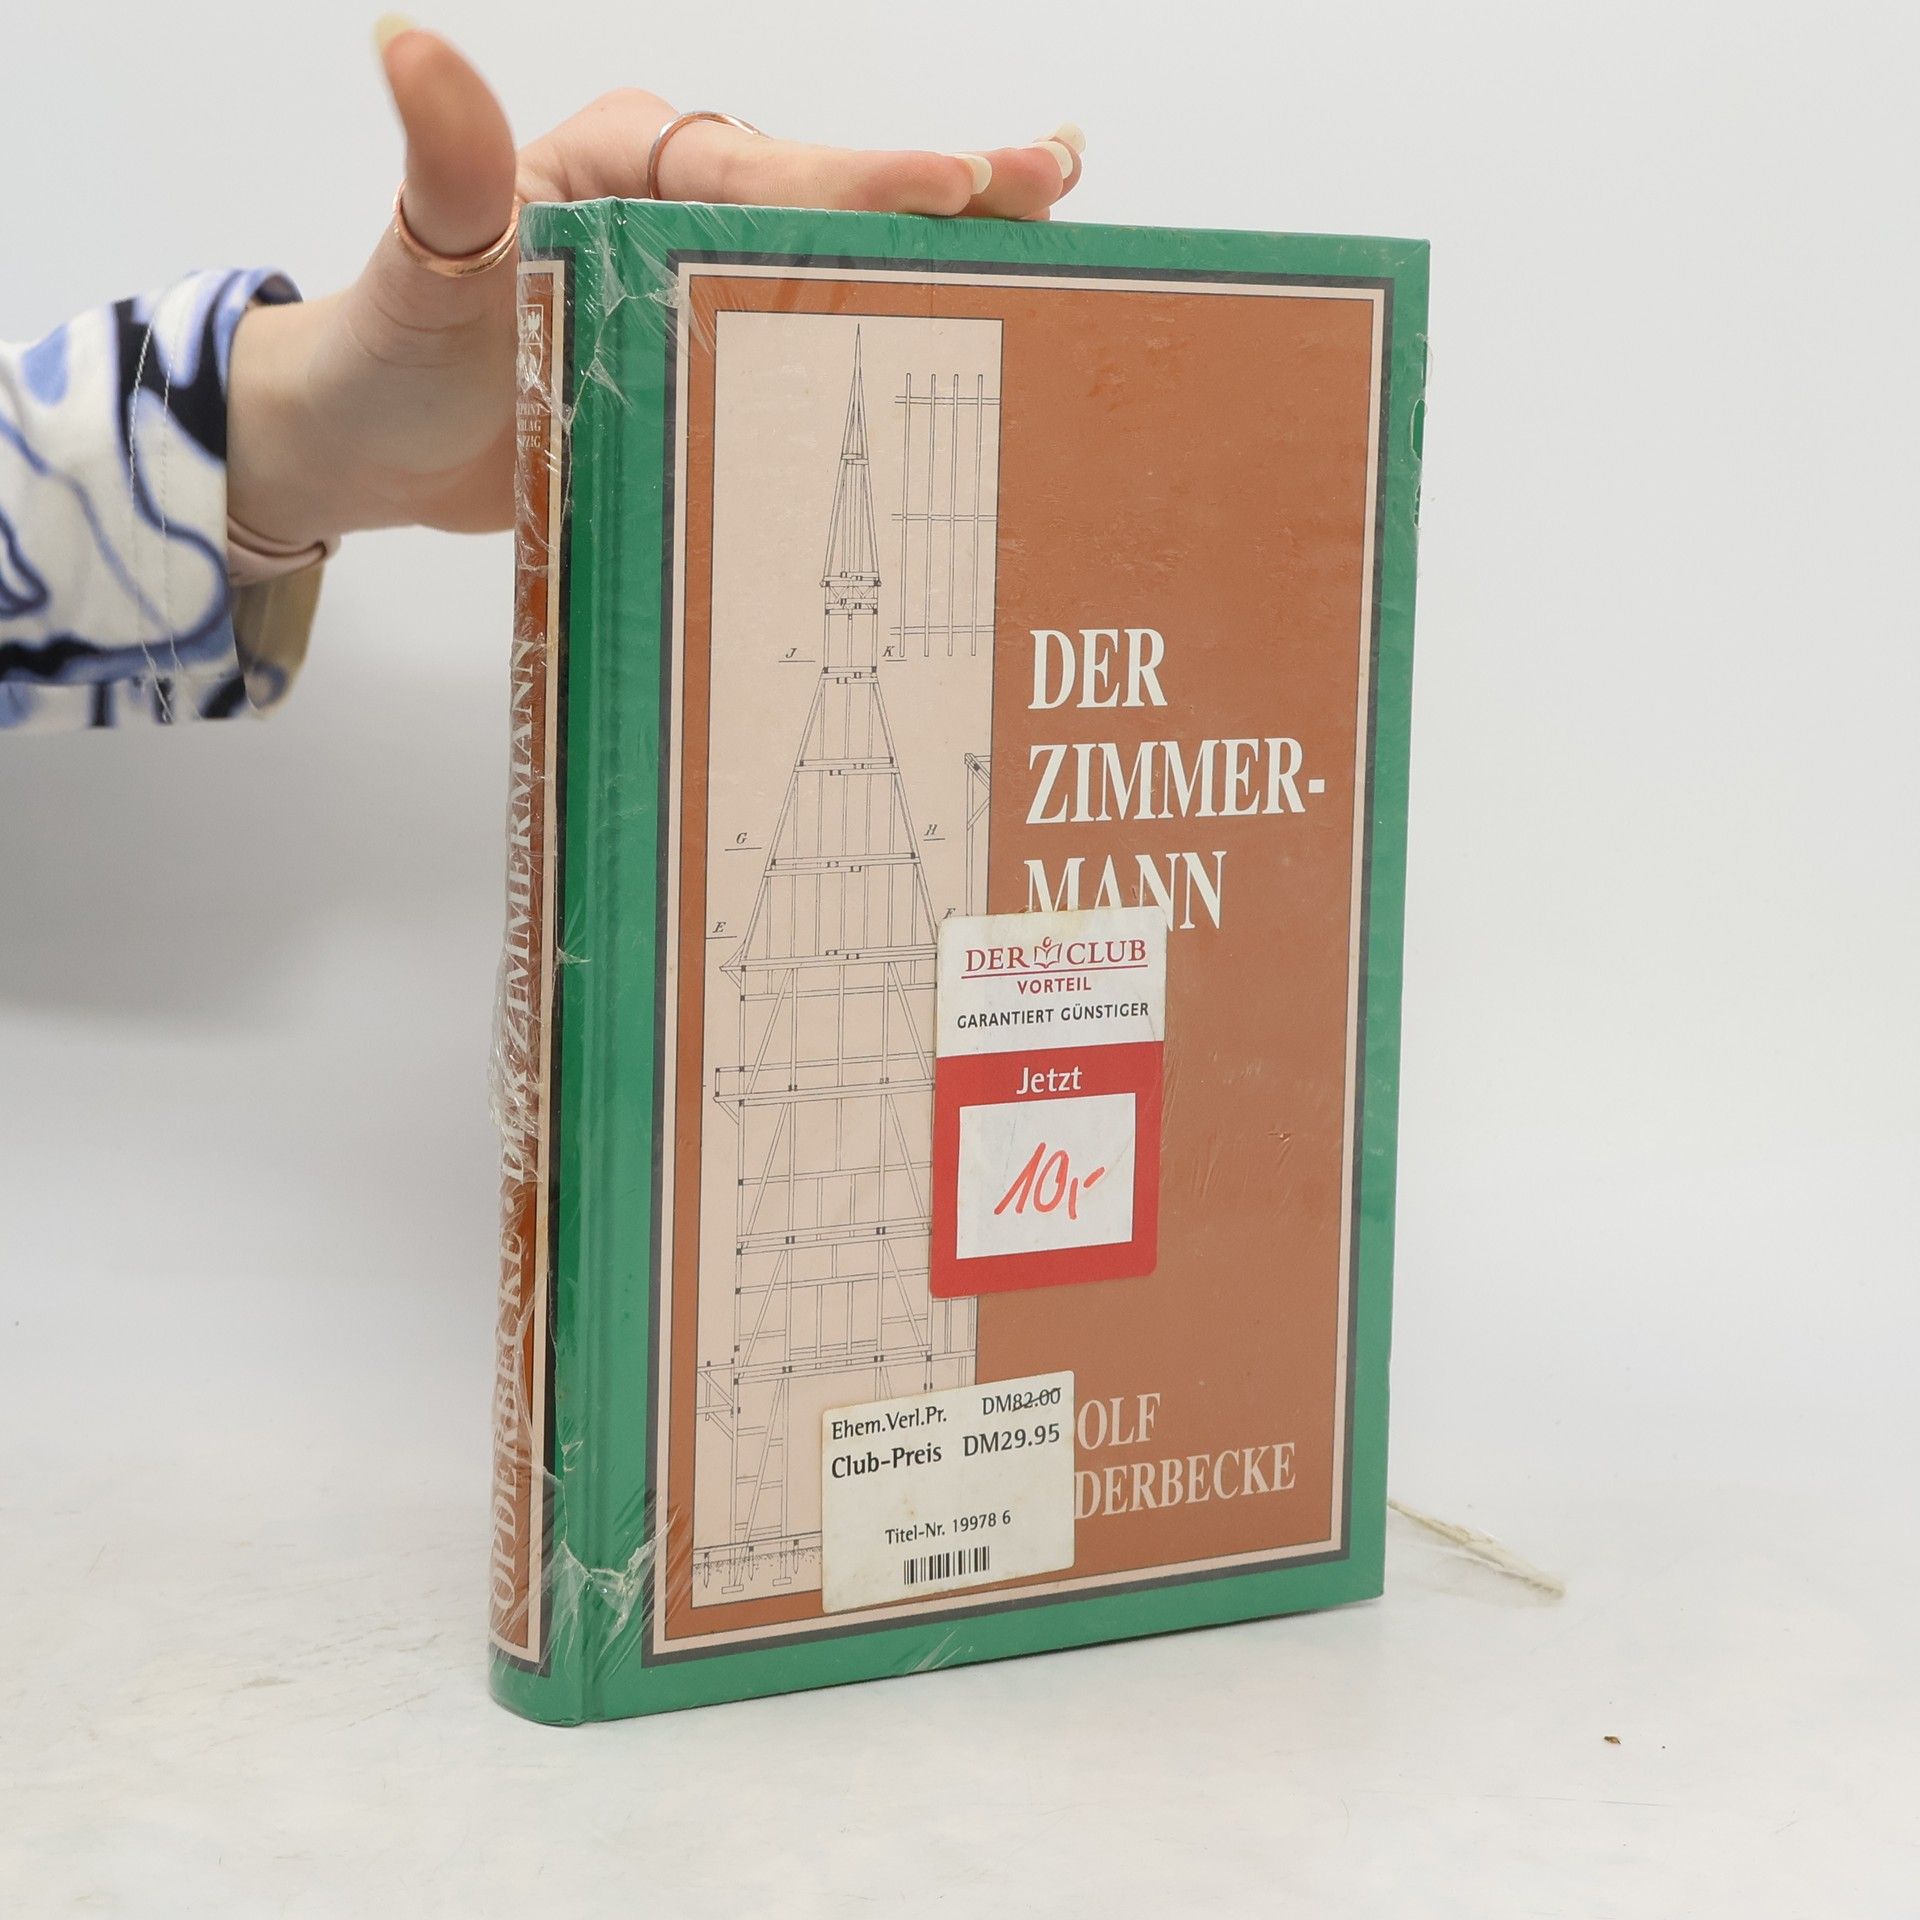 DER
ZIMMER-
MANN
DER CLUB
VORTEIL
GARANTIERT GÜNSTIGER
Jetzt
10,-
OLF
DERBECKE
Ehem.Verl.Pr. DM82.00
Club-Preis DM29.95
Titel-Nr. 19978 6
OPDERBECKE · DER ZIMMERMANN
J K
G H
E F